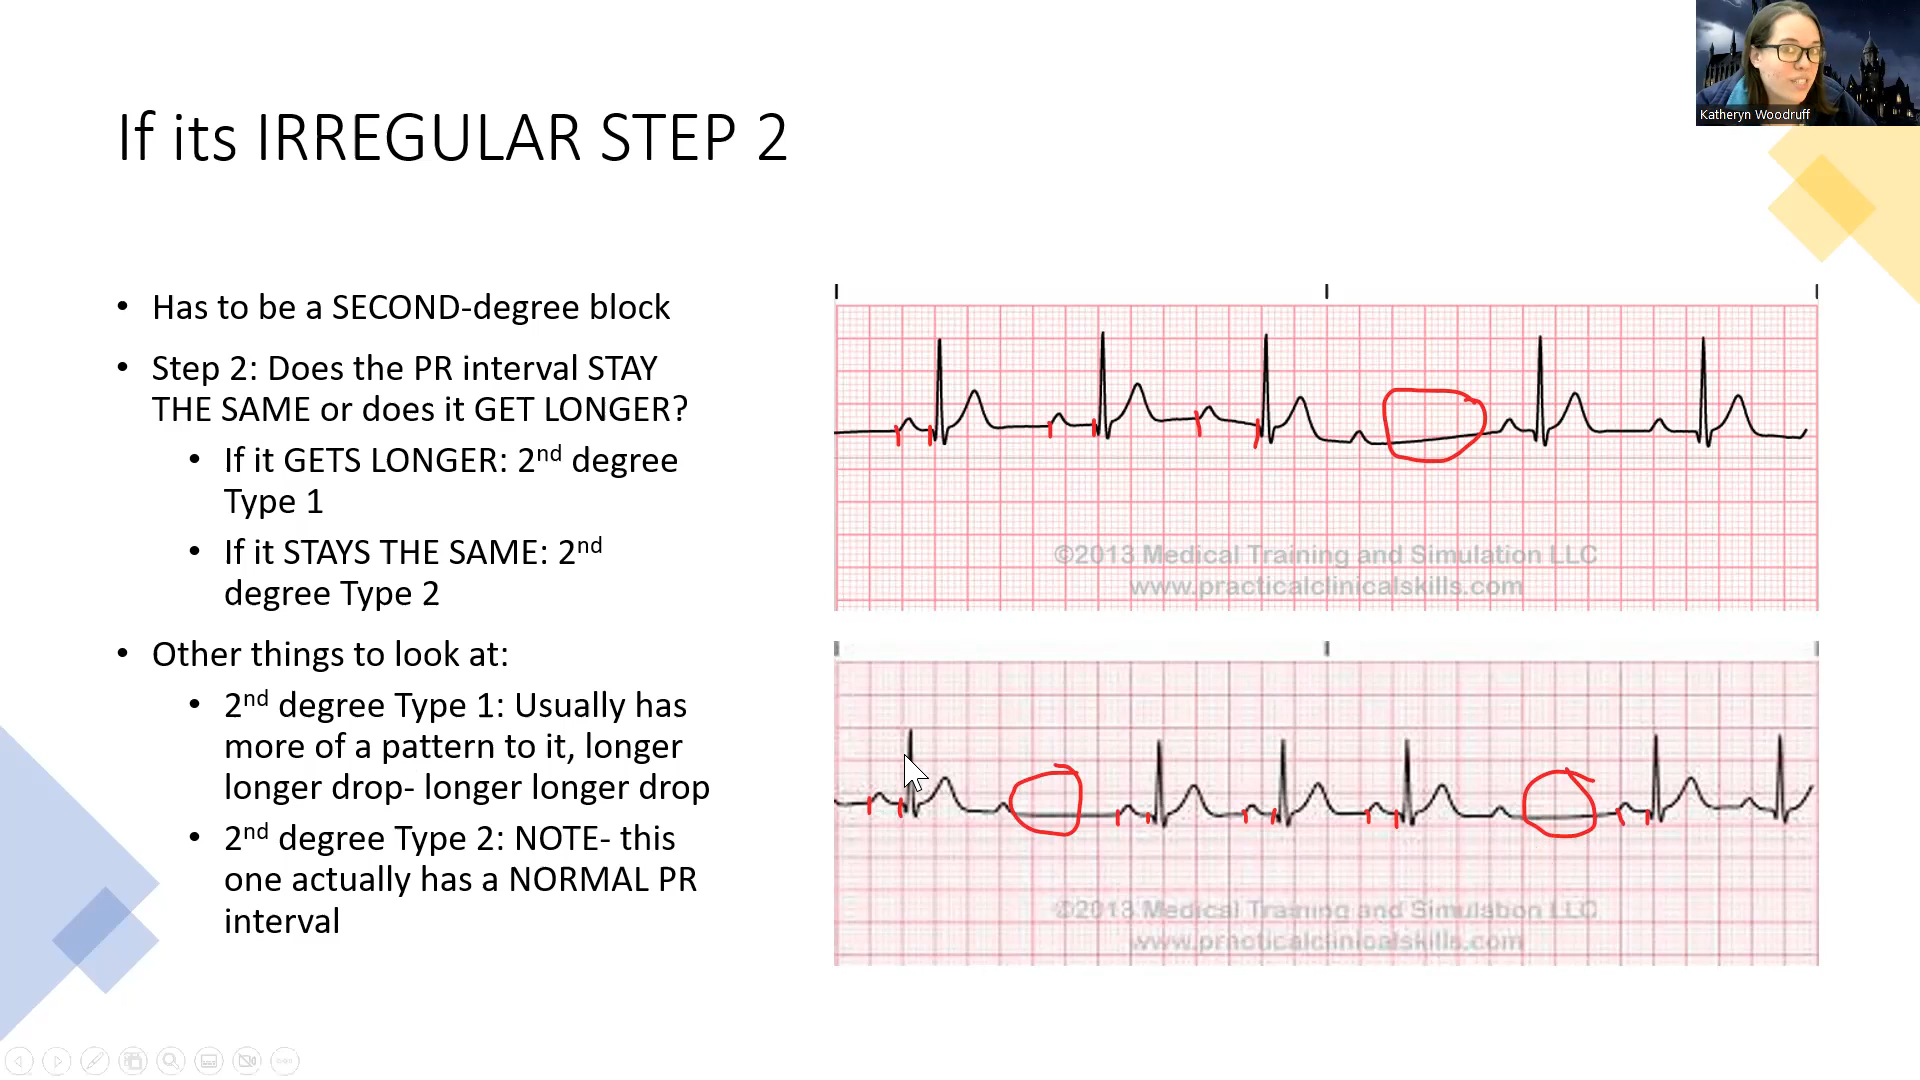 Katheryn Woodruff
If its IRREGULAR STEP 2
• Has to be a SECOND-degree block
• Step 2: Does the PR interval STAY
THE SAME or does it GET LONGER?
• If it GETS LONGER: 2nd degree
Type 1
• If it STAYS THE SAME: 2nd
degree Type 2
• Other things to look at:
• 2nd degree Type 1: Usually has
more of a pattern to it, longer
longer drop- longer longer drop
• 2nd degree Type 2: NOTE- this
one actually has a NORMAL PR
interval
©2013 Medical Training and Simulation LLC
www.practicalclinicalskills.com
©2013 Medical Training and Simulation LLC
www.practicalclinicalskills.com